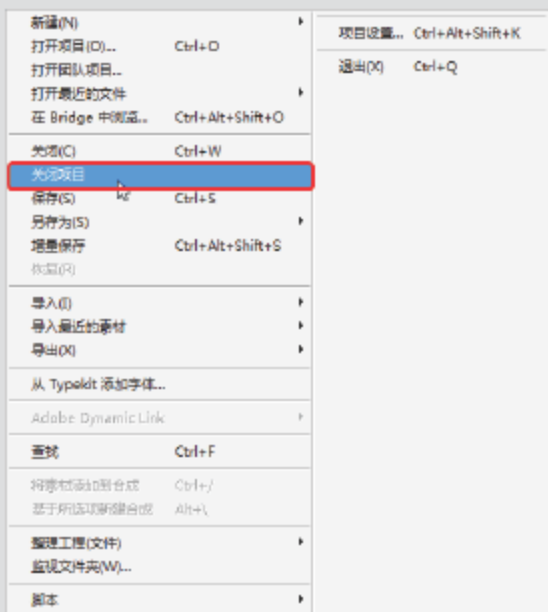 新建(N)
打开项目(O)... Ctrl+O
打开团队项目...
打开最近的文件
在 Bridge 中浏览... Ctrl+Alt+Shift+O
关闭(C) Ctrl+W
关闭项目
保存(S) Ctrl+S
另存为(S)
增量保存 Ctrl+Alt+Shift+S
恢复(R)
导入(I)
导入最近的素材
导出(X)
从 Typekit 添加字体...
Adobe Dynamic Link
查找 Ctrl+F
将素材添加到合成 Ctrl+/
基于所选项新建合成 Alt+\
整理工程(文件)
监视文件夹(W)...
脚本
项目设置... Ctrl+Alt+Shift+K
退出(X) Ctrl+Q